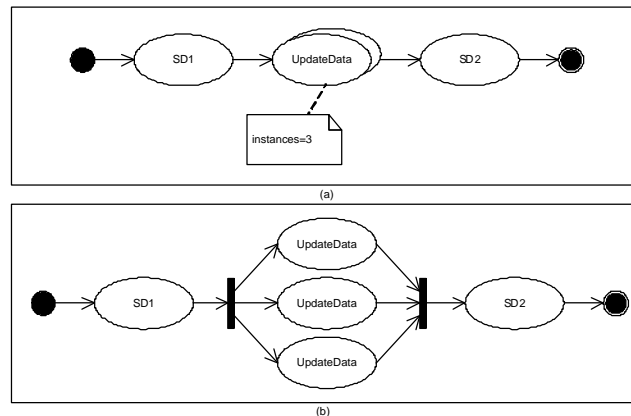 SD1
UpdateData
SD2
instances=3
(a)
UpdateData
SD1
UpdateData
SD2
UpdateData
(b)